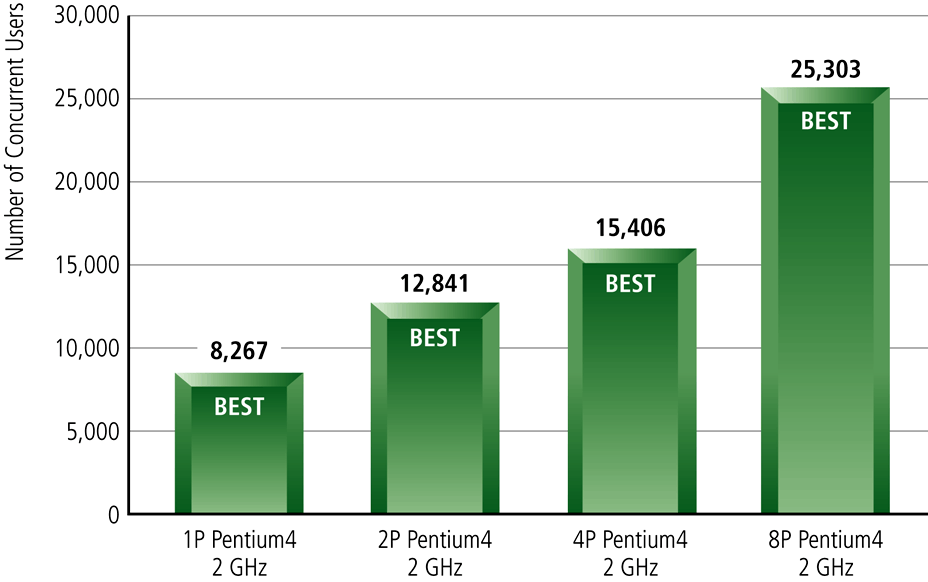 Number of Concurrent Users
30,000
25,000
20,000
15,000
10,000
5,000
0
8,267
BEST
12,841
BEST
15,406
BEST
25,303
BEST
1P Pentium4
2 GHz
2P Pentium4
2 GHz
4P Pentium4
2 GHz
8P Pentium4
2 GHz